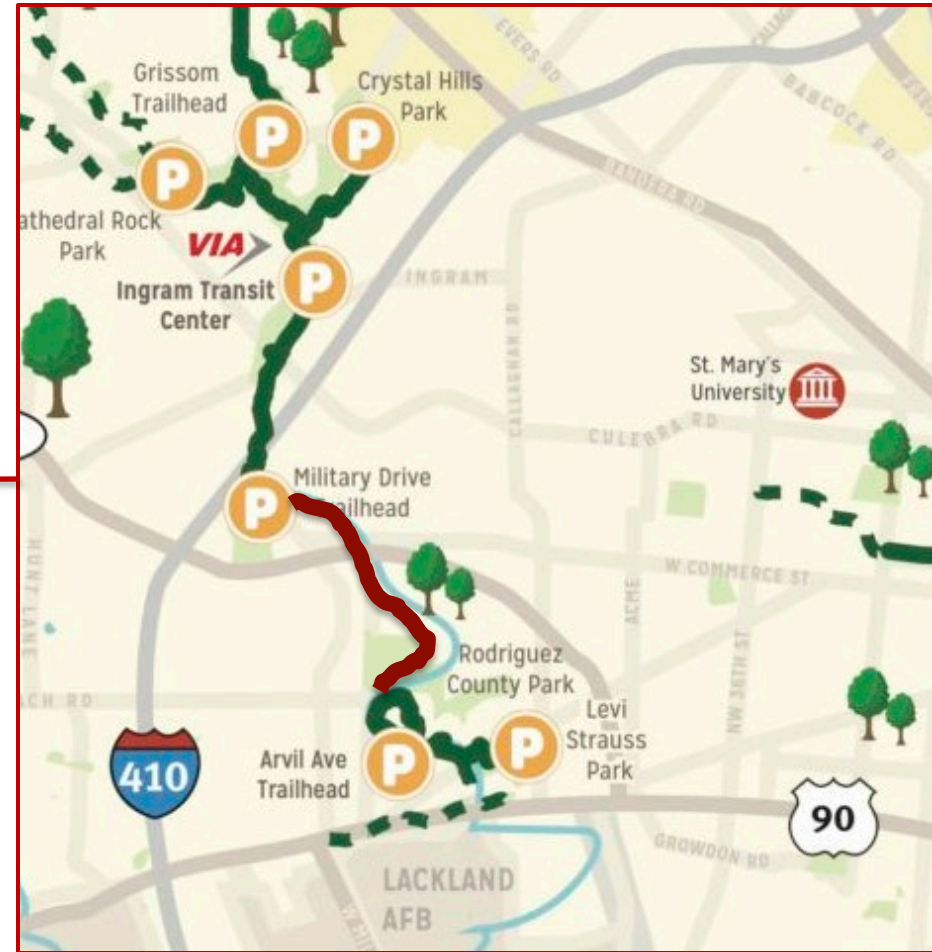 EVERS RD
BABCOCK RD
Grissom
Trailhead
Crystal Hills
Park
P
P
P
BANDERA RD
athedral Rock
Park
VIA
Ingram Transit
Center
P
INGRAM
CALLAGHAN RD
St. Mary's
University
CULEBRA RD
Military Drive
railhead
P
HUNT LANE
W COMMERCE ST
ACME
NW 36TH ST
Rodriguez
County Park
ACH RD
Levi
Strauss
Park
P
Arvil Ave
Trailhead
P
410
90
GROWDON RD
LACKLAND
AFB